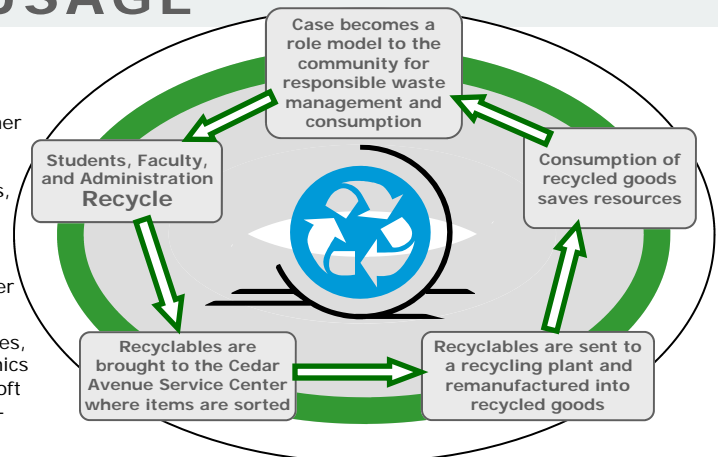 USAGE
Case becomes a
role model to the
community for
responsible waste
management and
consumption
Students, Faculty,
and Administration
Recycle
Consumption of
recycled goods
saves resources
Recyclables are
brought to the Cedar
Avenue Service Center
where items are sorted
Recyclables are sent to
a recycling plant and
remanufactured into
recycled goods